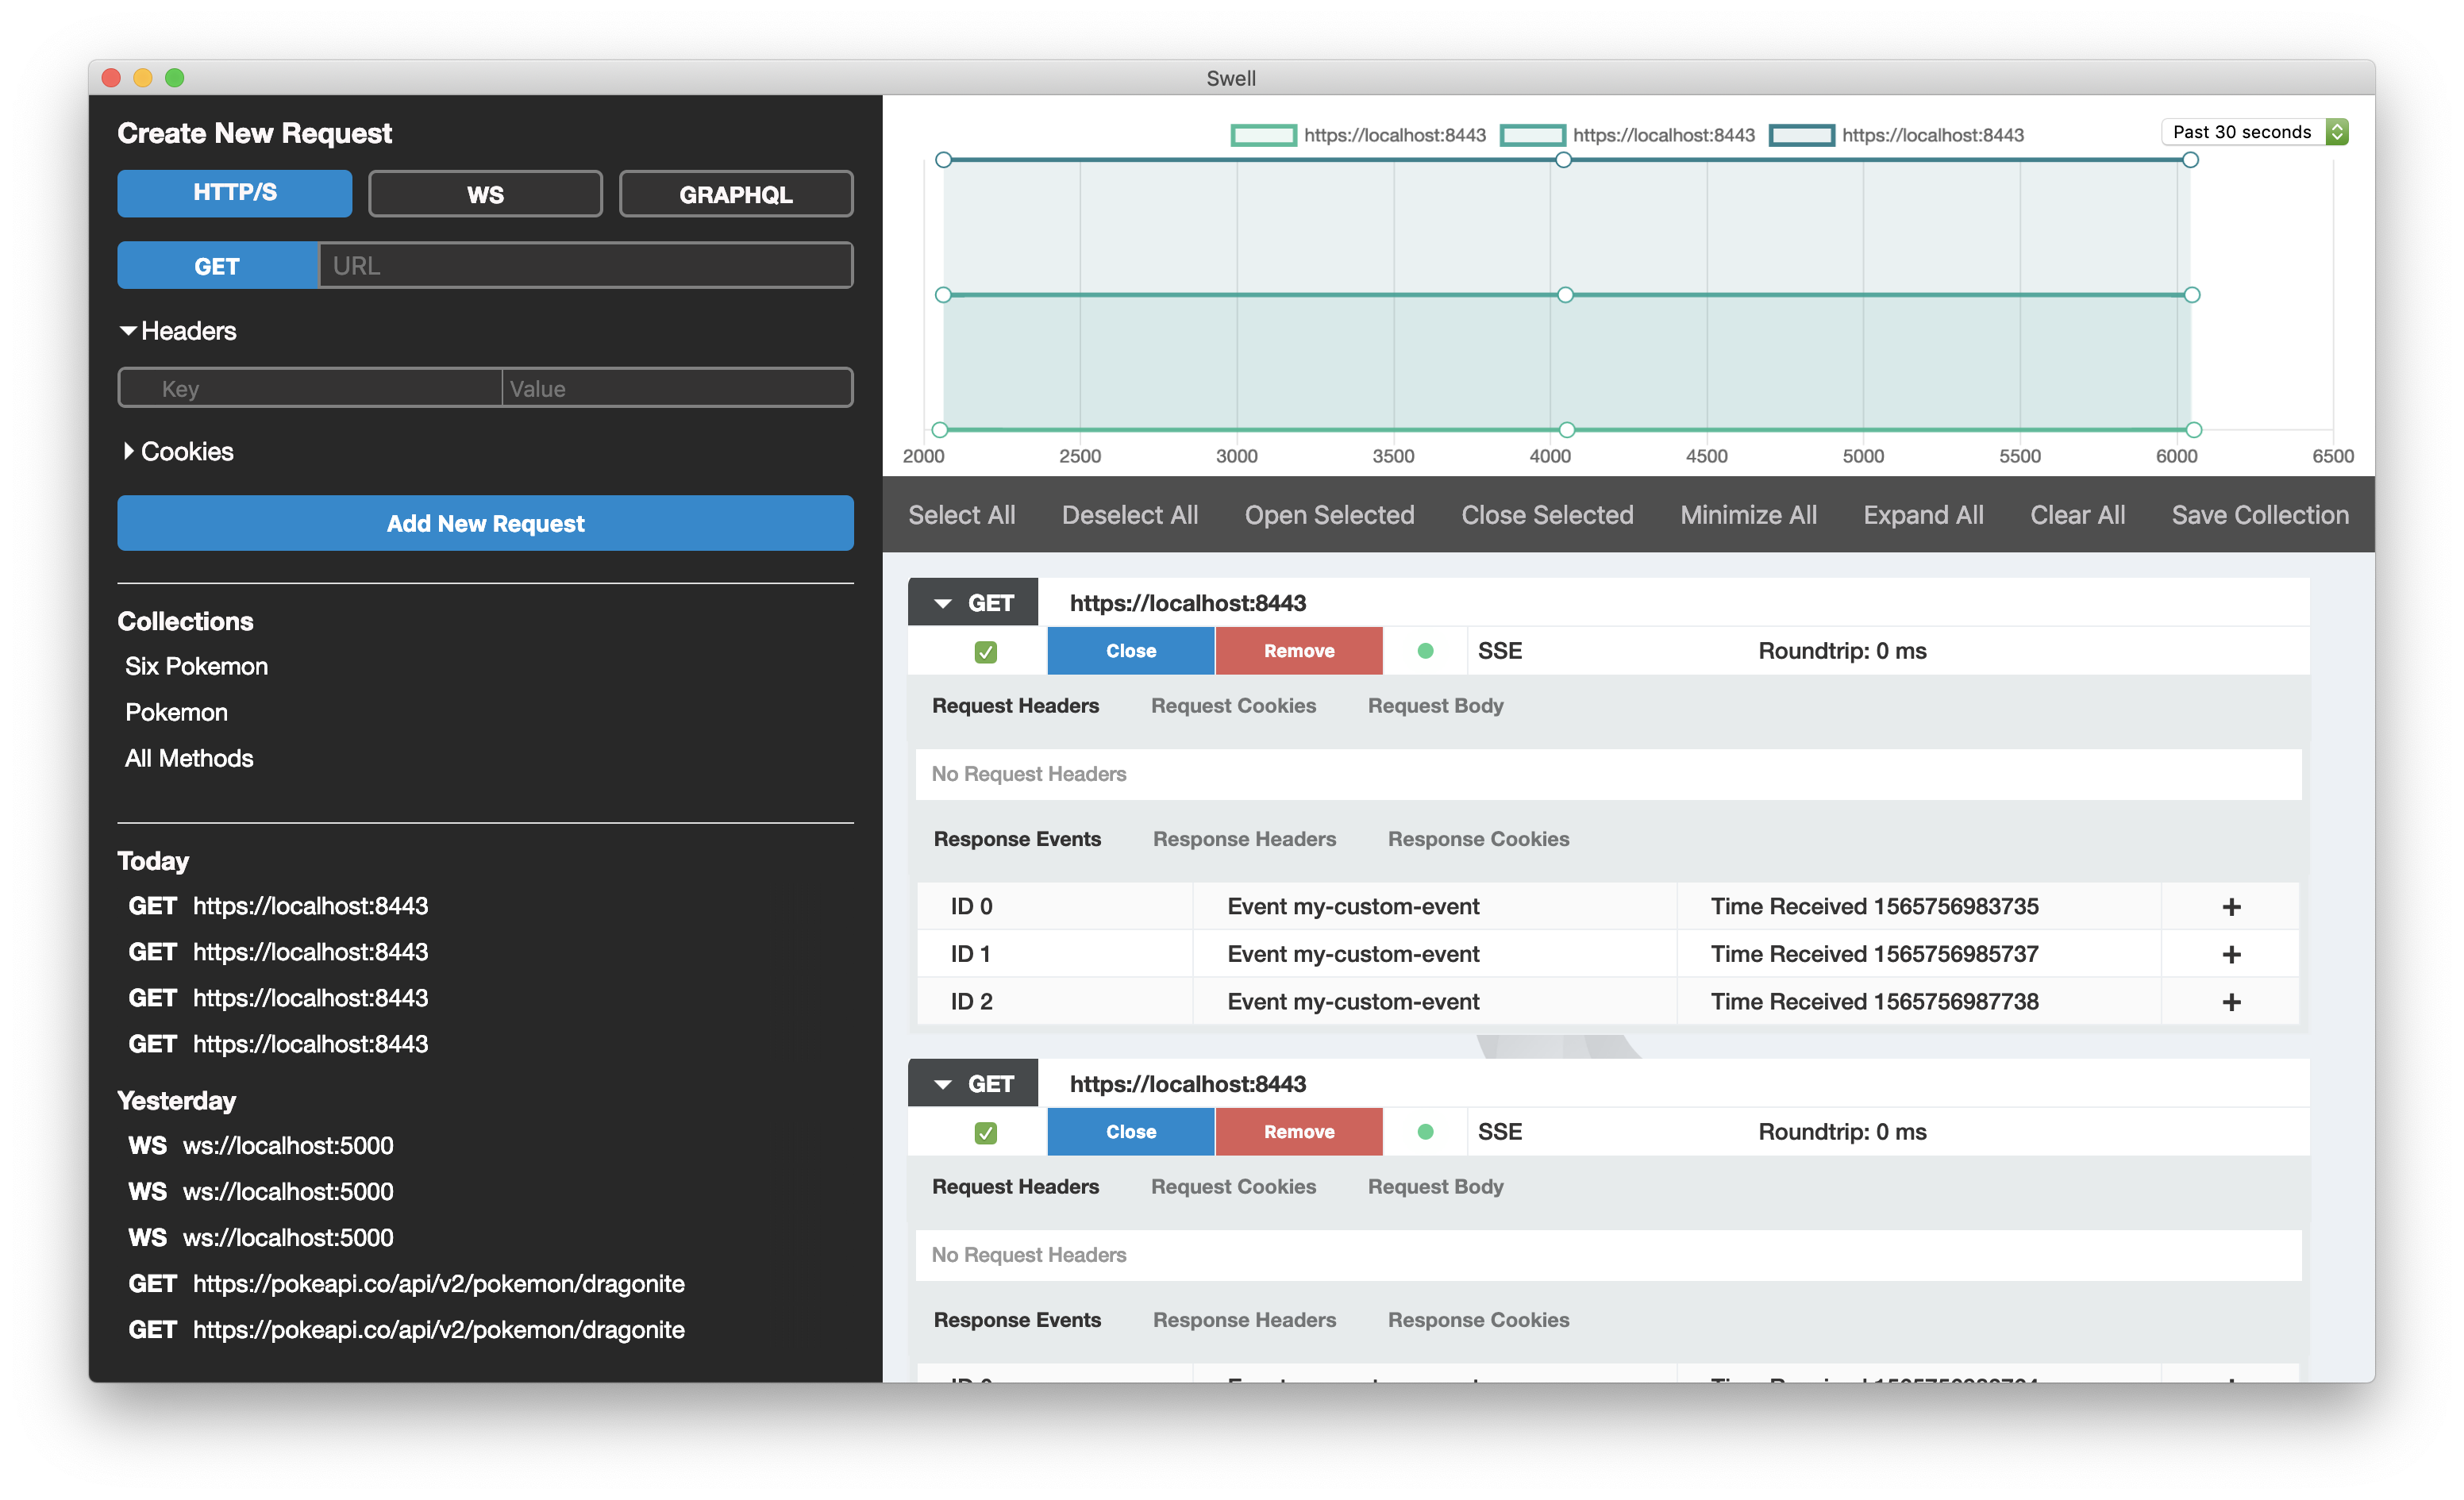 Swell
Create New Request
HTTP/S WS GRAPHQL
GET URL
Headers
Key Value
Cookies
Add New Request
Collections
Six Pokemon
Pokemon
All Methods
Today
GET https://localhost:8443
GET https://localhost:8443
GET https://localhost:8443
GET https://localhost:8443
Yesterday
WS ws://localhost:5000
WS ws://localhost:5000
WS ws://localhost:5000
GET https://pokeapi.co/api/v2/pokemon/dragonite
GET https://pokeapi.co/api/v2/pokemon/dragonite
https://localhost:8443 https://localhost:8443 https://localhost:8443 Past 30 seconds
2000 2500 3000 3500 4000 4500 5000 5500 6000 6500
Select All Deselect All Open Selected Close Selected Minimize All Expand All Clear All Save Collection
GET https://localhost:8443
Close Remove SSE Roundtrip: 0 ms
Request Headers Request Cookies Request Body
No Request Headers
Response Events Response Headers Response Cookies
ID 0 Event my-custom-event Time Received 1565756983735 +
ID 1 Event my-custom-event Time Received 1565756985737 +
ID 2 Event my-custom-event Time Received 1565756987738 +
GET https://localhost:8443
Close Remove SSE Roundtrip: 0 ms
Request Headers Request Cookies Request Body
No Request Headers
Response Events Response Headers Response Cookies